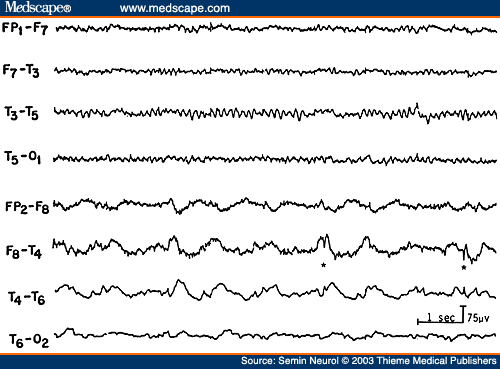 Medscape® www.medscape.com
FP1-F7
F7-T3
T3-T5
T5-O1
FP2-F8
F8-T4
* *
T4-T6
1 sec 75μv
T6-O2
Source: Semin Neurol © 2003 Thieme Medical Publishers